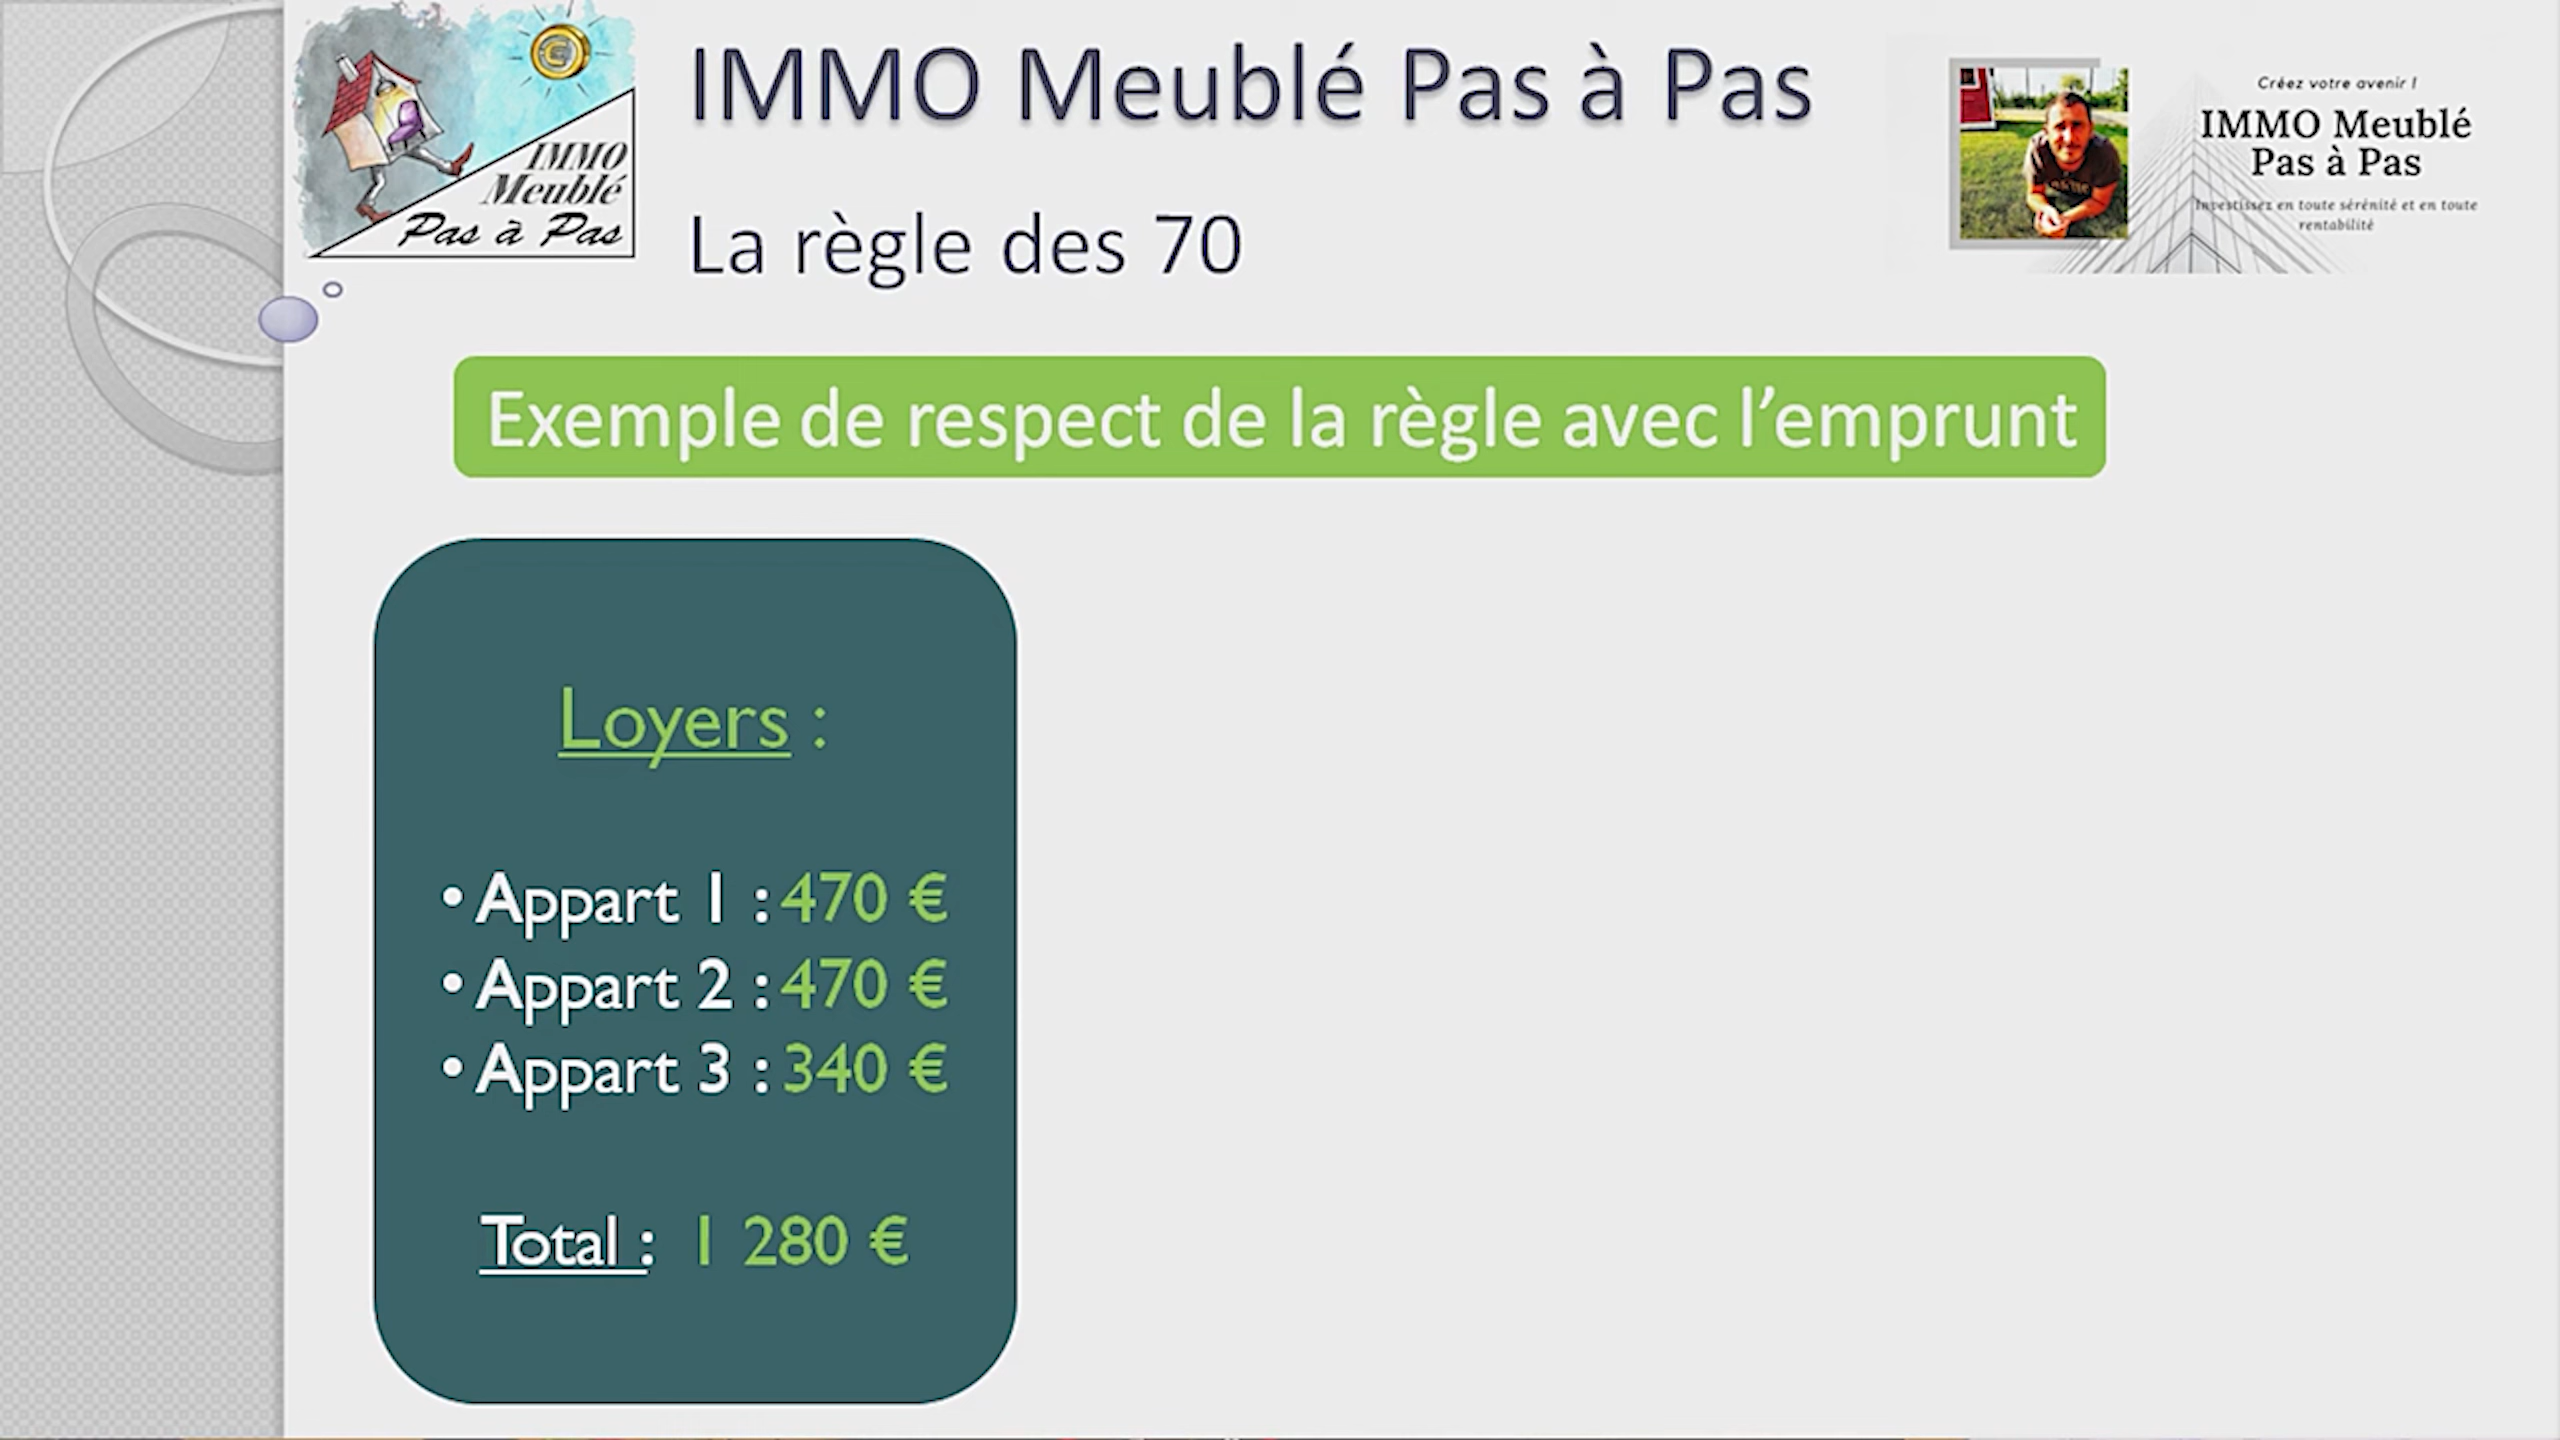 IMMO
Meublé
Pas à Pas
IMMO Meublé Pas à Pas
La règle des 70
Créez votre avenir !
IMMO Meublé
Pas à Pas
Investissez en toute sérénité et en toute
rentabilité
Exemple de respect de la règle avec l’emprunt
Loyers :
• Appart 1 : 470 €
• Appart 2 : 470 €
• Appart 3 : 340 €
Total : 1 280 €